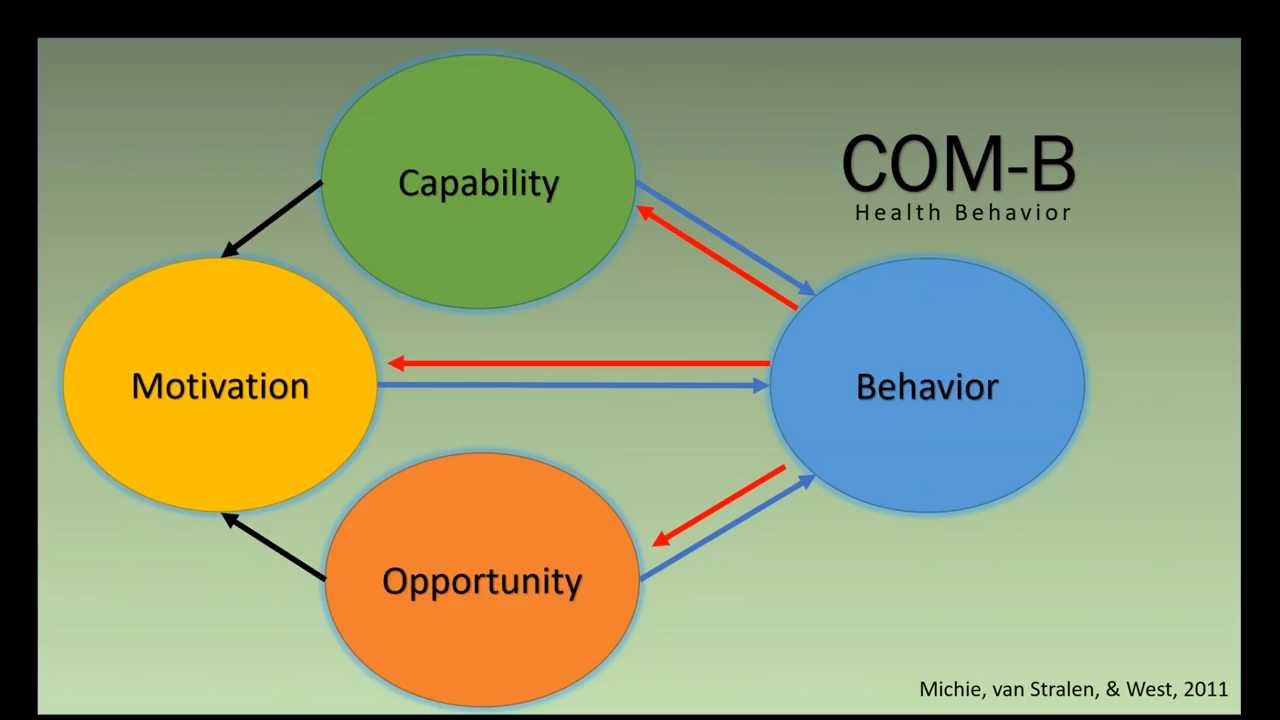 Capability
COM-B
Health Behavior
Motivation
Behavior
Opportunity
Michie, van Stralen, & West, 2011